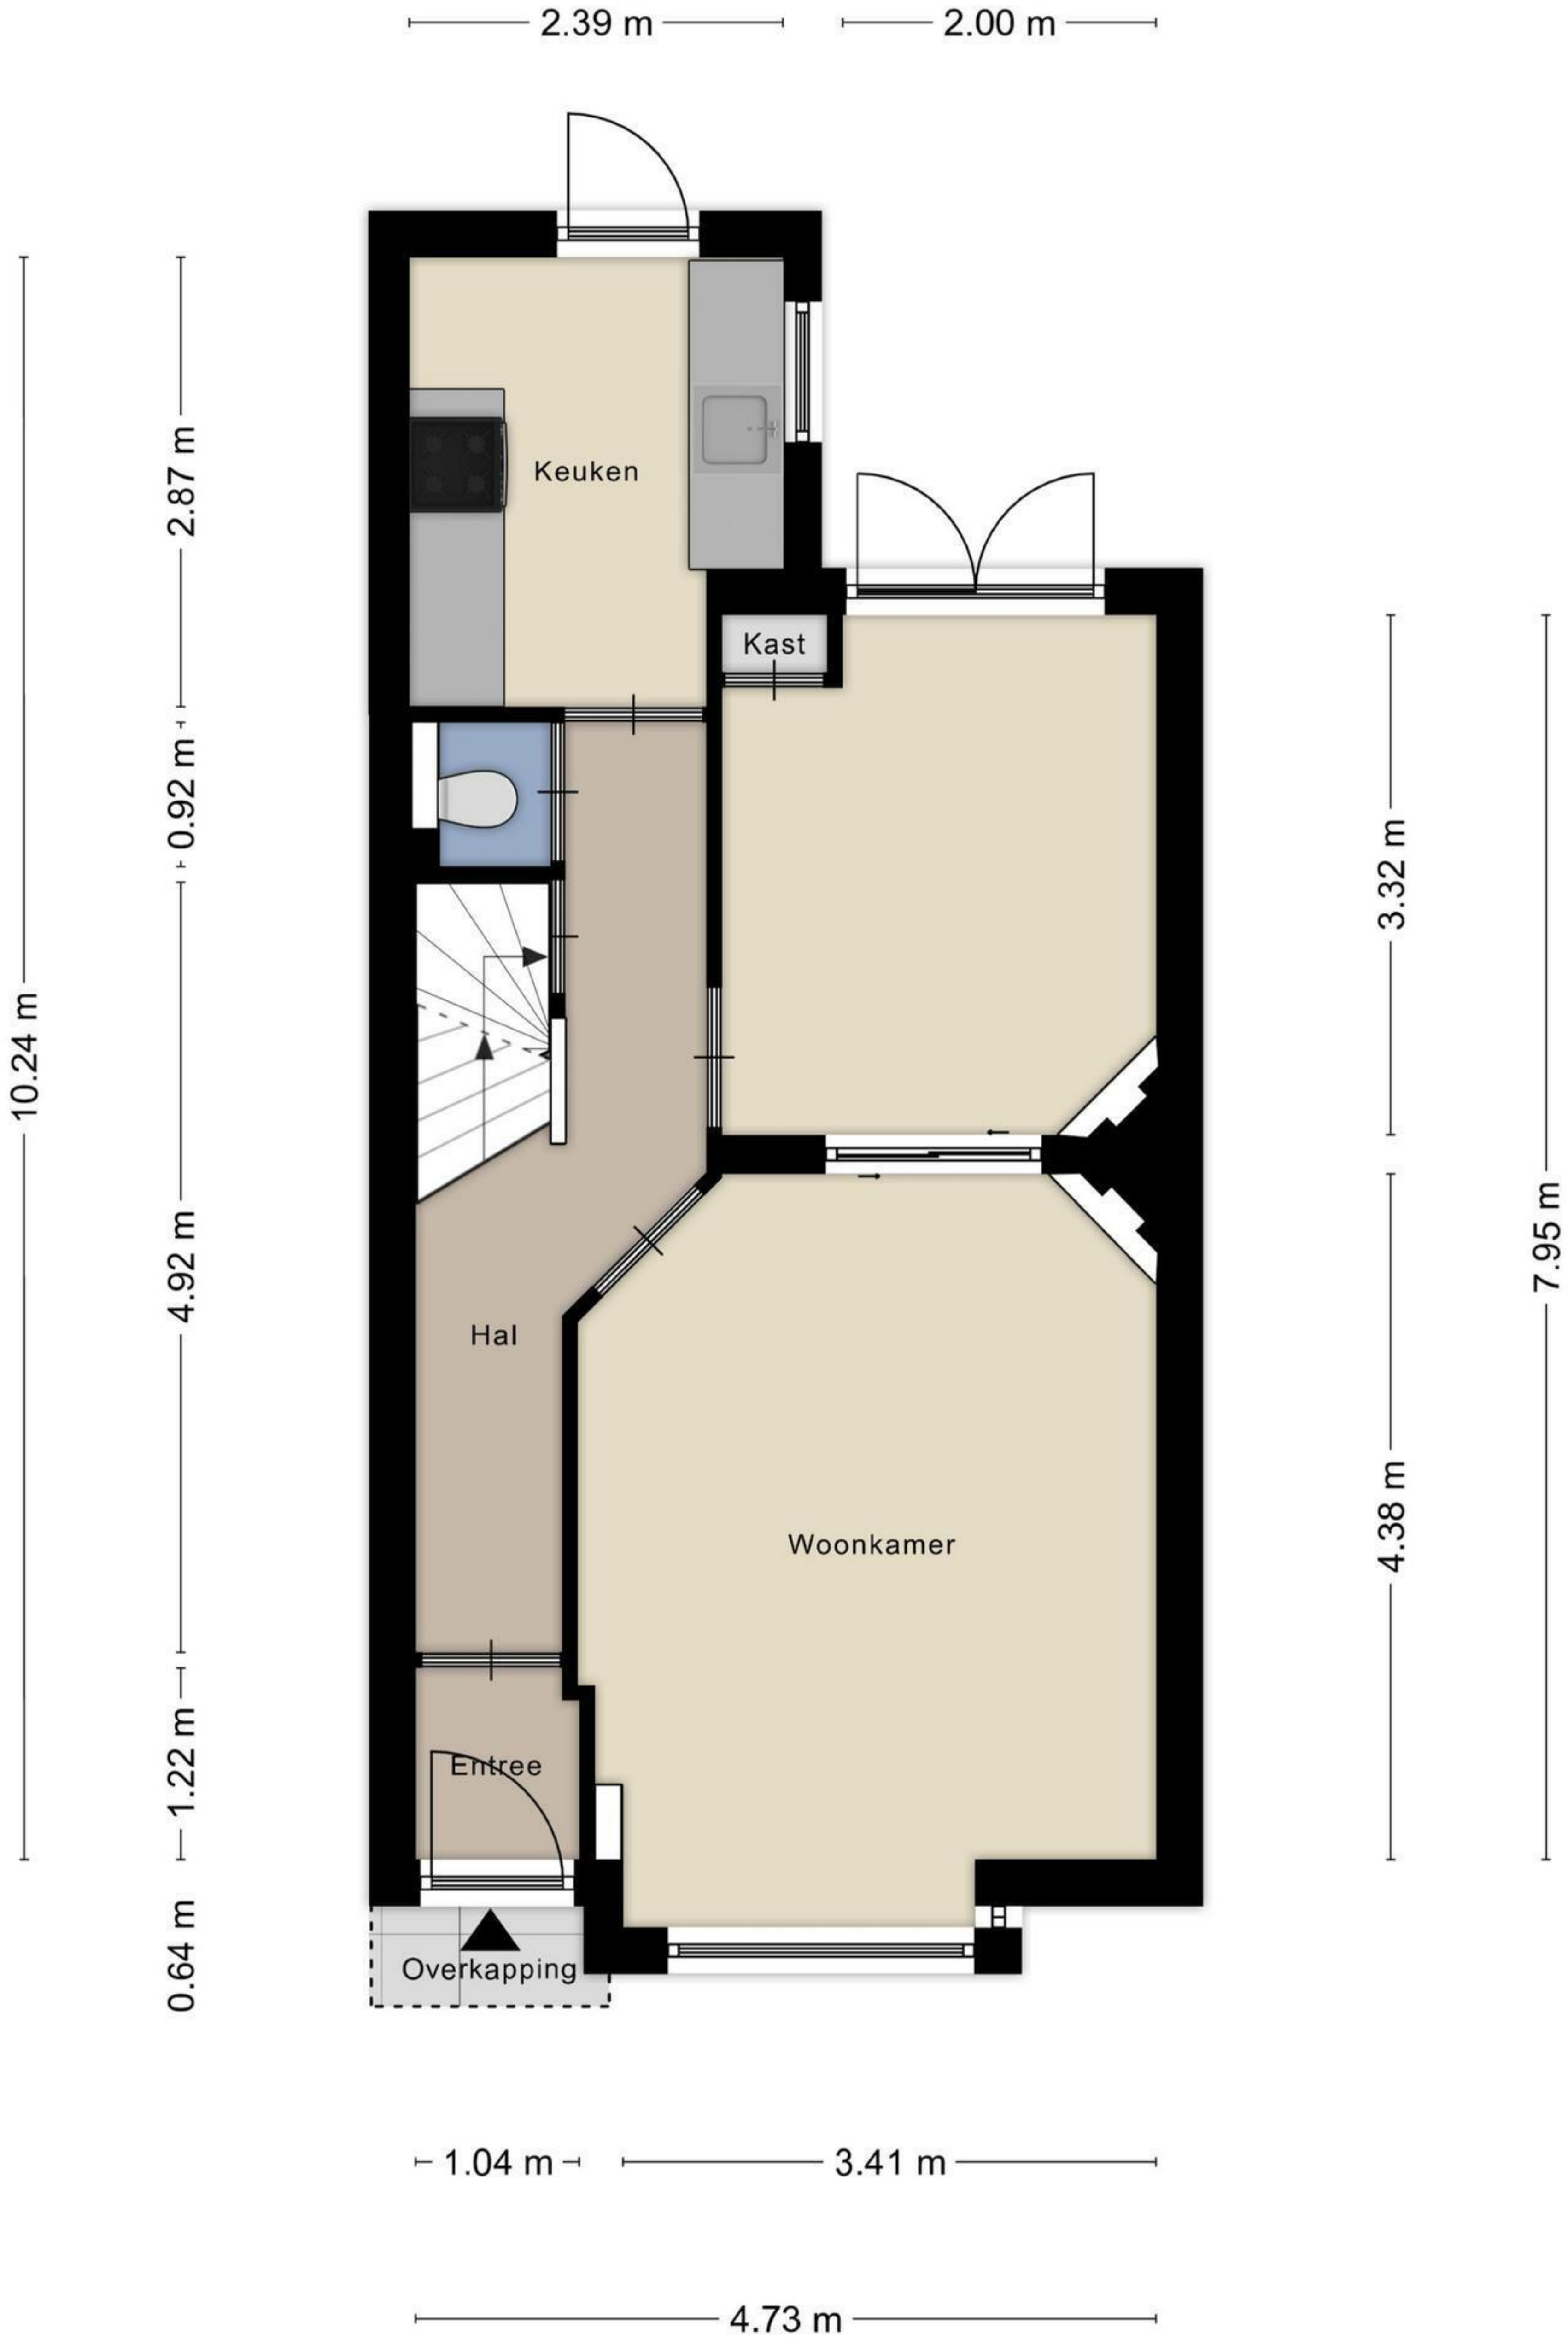 2.39 m
2.00 m
Keuken
2.87 m
Kast
0.92 m
3.32 m
10.24 m
7.95 m
4.92 m
Hal
4.38 m
Woonkamer
1.22 m
Entree
0.64 m
Overkapping
1.04 m
3.41 m
4.73 m